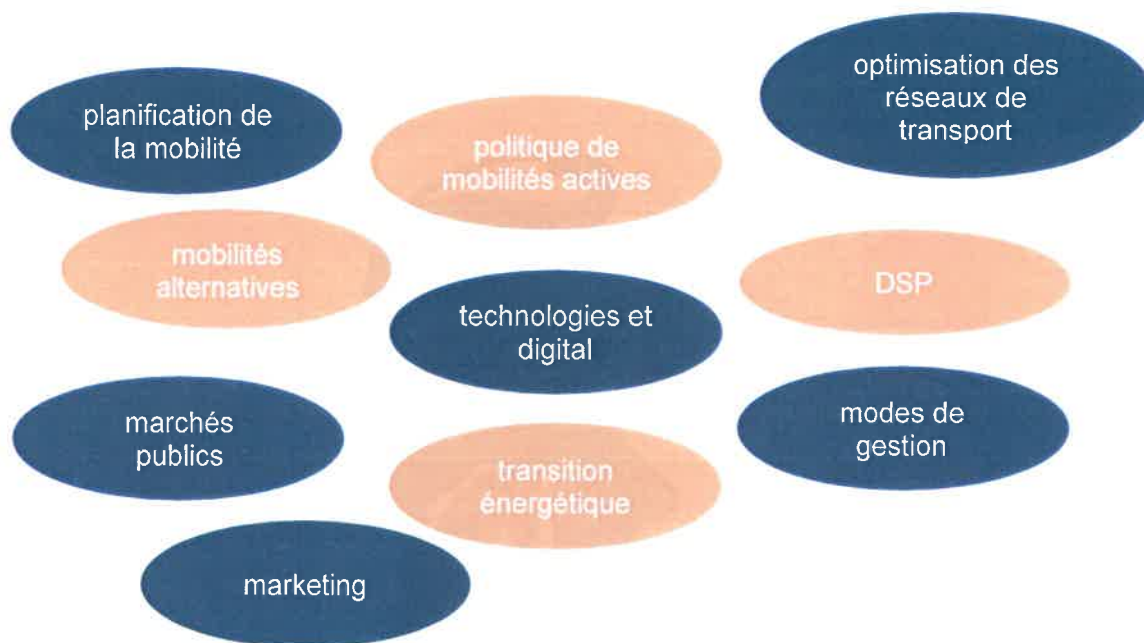 planification de
la mobilité
politique de
mobilités actives
optimisation des
réseaux de
transport
mobilités
alternatives
technologies et
digital
DSP
marchés
publics
transition
énergétique
modes de
gestion
marketing